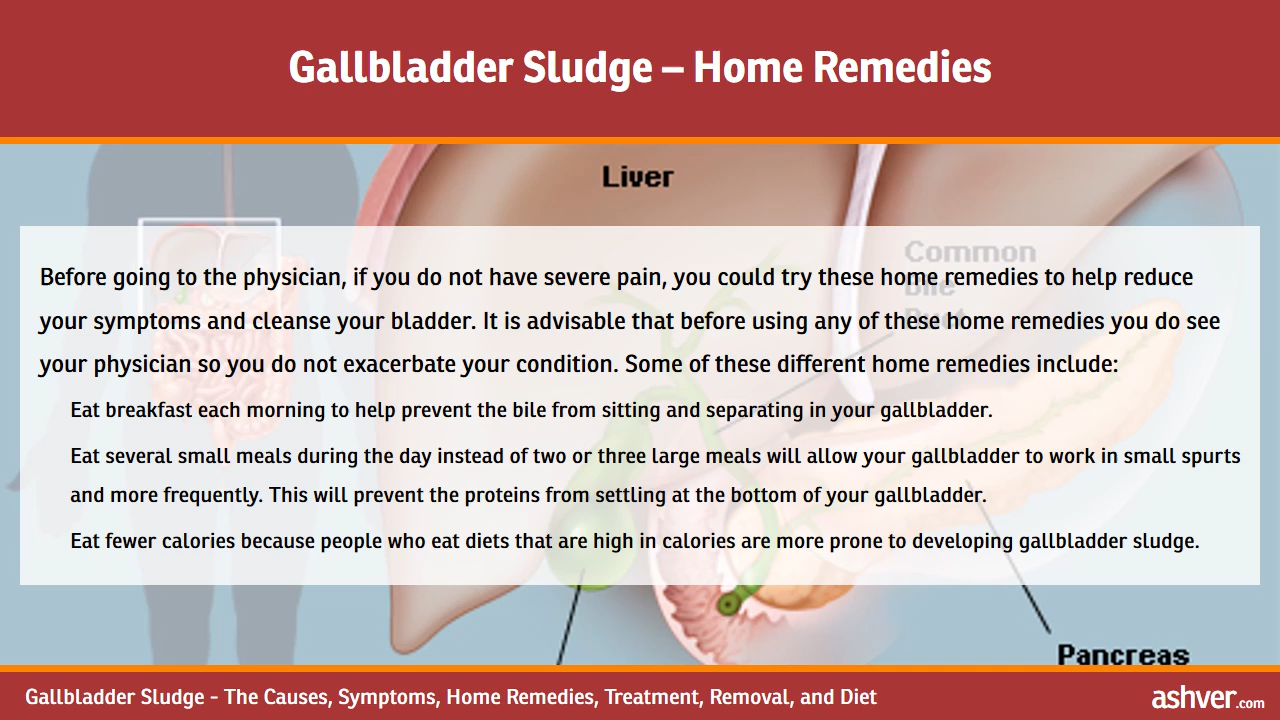 Gallbladder Sludge – Home Remedies
Liver
Common
Bile
Duct
Before going to the physician, if you do not have severe pain, you could try these home remedies to help reduce
your symptoms and cleanse your bladder. It is advisable that before using any of these home remedies you do see
your physician so you do not exacerbate your condition. Some of these different home remedies include:
Eat breakfast each morning to help prevent the bile from sitting and separating in your gallbladder.
Eat several small meals during the day instead of two or three large meals will allow your gallbladder to work in small spurts
and more frequently. This will prevent the proteins from settling at the bottom of your gallbladder.
Eat fewer calories because people who eat diets that are high in calories are more prone to developing gallbladder sludge.
Pancreas
Gallbladder Sludge - The Causes, Symptoms, Home Remedies, Treatment, Removal, and Diet
ashver.com